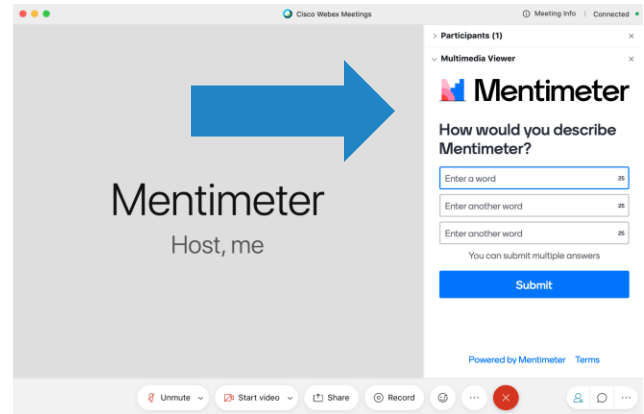 Cisco Webex Meetings
Meeting Info
Connected
Participants (1)
Multimedia Viewer
Mentimeter
How would you describe
Mentimeter?
Enter a word 25
Enter another word 25
Enter another word 25
You can submit multiple answers
Submit
Powered by Mentimeter Terms
Mentimeter
Host, me
Unmute
Start video
Share
Record